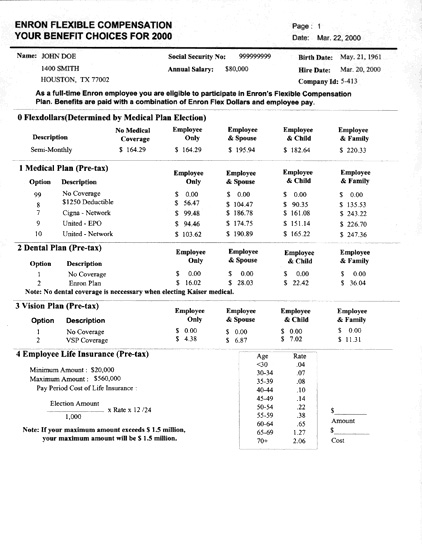 ENRON FLEXIBLE COMPENSATION
YOUR BENEFIT CHOICES FOR 2000
Page : 1
Date: Mar. 22, 2000
Name: JOHN DOE Social Security No: 999999999 Birth Date: May. 21, 1961
1400 SMITH Annual Salary: $80,000 Hire Date: Mar. 20, 2000
HOUSTON, TX 77002 Company Id: 5-413
As a full-time Enron employee you are eligible to participate in Enron's Flexible Compensation
Plan. Benefits are paid with a combination of Enron Flex Dollars and employee pay.
0 Flexdollars(Determined by Medical Plan Election)
Description No Medical Coverage Employee Only Employee & Spouse Employee & Child Employee & Family
Semi-Monthly $ 164.29 $ 164.29 $ 195.94 $ 182.64 $ 220.33
1 Medical Plan (Pre-tax)
Option Description Employee Only Employee & Spouse Employee & Child Employee & Family
99 No Coverage $ 0.00 $ 0.00 $ 0.00 $ 0.00
8 $1250 Deductible $ 56.47 $ 104.47 $ 90.35 $ 135.53
7 Cigna - Network $ 99.48 $ 186.78 $ 161.08 $ 243.22
9 United - EPO $ 94.46 $ 174.75 $ 151.14 $ 226.70
10 United - Network $ 103.62 $ 190.89 $ 165.22 $ 247.36
2 Dental Plan (Pre-tax)
Option Description Employee Only Employee & Spouse Employee & Child Employee & Family
1 No Coverage $ 0.00 $ 0.00 $ 0.00 $ 0.00
2 Enron Plan $ 16.02 $ 28.03 $ 22.42 $ 36.04
Note: No dental coverage is neccessary when electing Kaiser medical.
3 Vision Plan (Pre-tax)
Option Description Employee Only Employee & Spouse Employee & Child Employee & Family
1 No Coverage $ 0.00 $ 0.00 $ 0.00 $ 0.00
2 VSP Coverage $ 4.38 $ 6.87 $ 7.02 $ 11.31
4 Employee Life Insurance (Pre-tax)
Minimum Amount : $20,000
Maximum Amount : $560,000
Pay Period Cost of Life Insurance :
Election Amount
x Rate x 12 /24
1,000
Note: If your maximum amount exceeds $ 1.5 million,
your maximum amount will be $ 1.5 million.
Age Rate
<30 .04
30-34 .07
35-39 .08
40-44 .10
45-49 .14
50-54 .22
55-59 .38
60-64 .65
65-69 1.27
70+ 2.06
$
Amount
$
Cost